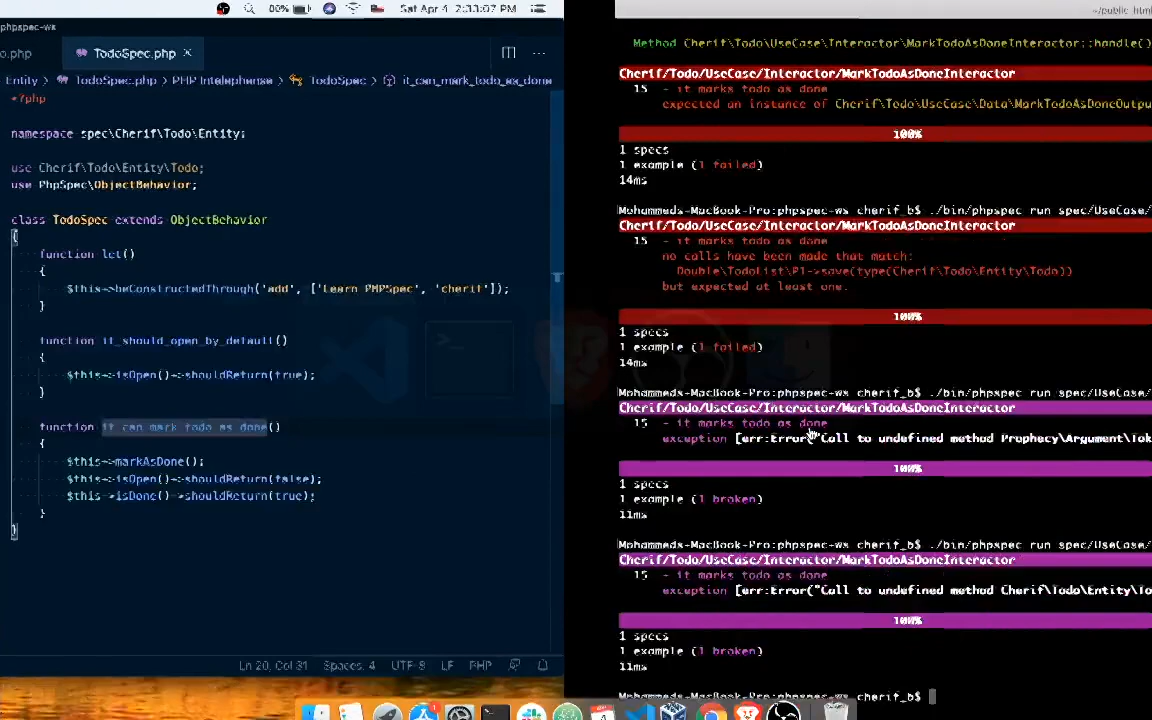 80% Sat Apr 4 2:33:07 PM
phpspec-ws
o.php TodoSpec.php ×
Entity > TodoSpec.php > PHP Intelephense > TodoSpec > it_can_mark_todo_as_done
<?php
namespace spec\Cherif\Todo\Entity;
use Cherif\Todo\Entity\Todo;
use PhpSpec\ObjectBehavior;
class TodoSpec extends ObjectBehavior
{
function let()
{
$this->beConstructedThrough('add', ['Learn PHPSpec', 'cherif']);
}
function it_should_open_by_default()
{
$this->isOpen()->shouldReturn(true);
}
function it_can_mark_todo_as_done()
{
$this->markAsDone();
$this->isOpen()->shouldReturn(false);
$this->isDone()->shouldReturn(true);
}
}
Ln 20, Col 31 Spaces: 4 UTF-8 LF PHP
~/public_html
Method Cherif\Todo\UseCase\Interactor\MarkTodoAsDoneInteractor::handle()
Cherif/Todo/UseCase/Interactor/MarkTodoAsDoneInteractor
15 - it marks todo as done
expected an instance of Cherif\Todo\UseCase\Data\MarkTodoAsDoneOutpu
100%
1 specs
1 example (1 failed)
14ms
Mohammeds-MacBook-Pro:phpspec-ws cherif_b$ ./bin/phpspec run spec/UseCase/
Cherif/Todo/UseCase/Interactor/MarkTodoAsDoneInteractor
15 - it marks todo as done
no calls have been made that match:
Double\TodoList\P1->save(type(Cherif\Todo\Entity\Todo))
but expected at least one.
100%
1 specs
1 example (1 failed)
14ms
Mohammeds-MacBook-Pro:phpspec-ws cherif_b$ ./bin/phpspec run spec/UseCase/
Cherif/Todo/UseCase/Interactor/MarkTodoAsDoneInteractor
15 - it marks todo as done
exception [err:Error("Call to undefined method Prophecy\Argument\Tok
100%
1 specs
1 example (1 broken)
11ms
Mohammeds-MacBook-Pro:phpspec-ws cherif_b$ ./bin/phpspec run spec/UseCase/
Cherif/Todo/UseCase/Interactor/MarkTodoAsDoneInteractor
15 - it marks todo as done
exception [err:Error("Call to undefined method Cherif\Todo\Entity\To
100%
1 specs
1 example (1 broken)
11ms
Mohammeds-MacBook-Pro:phpspec-ws cherif_b$